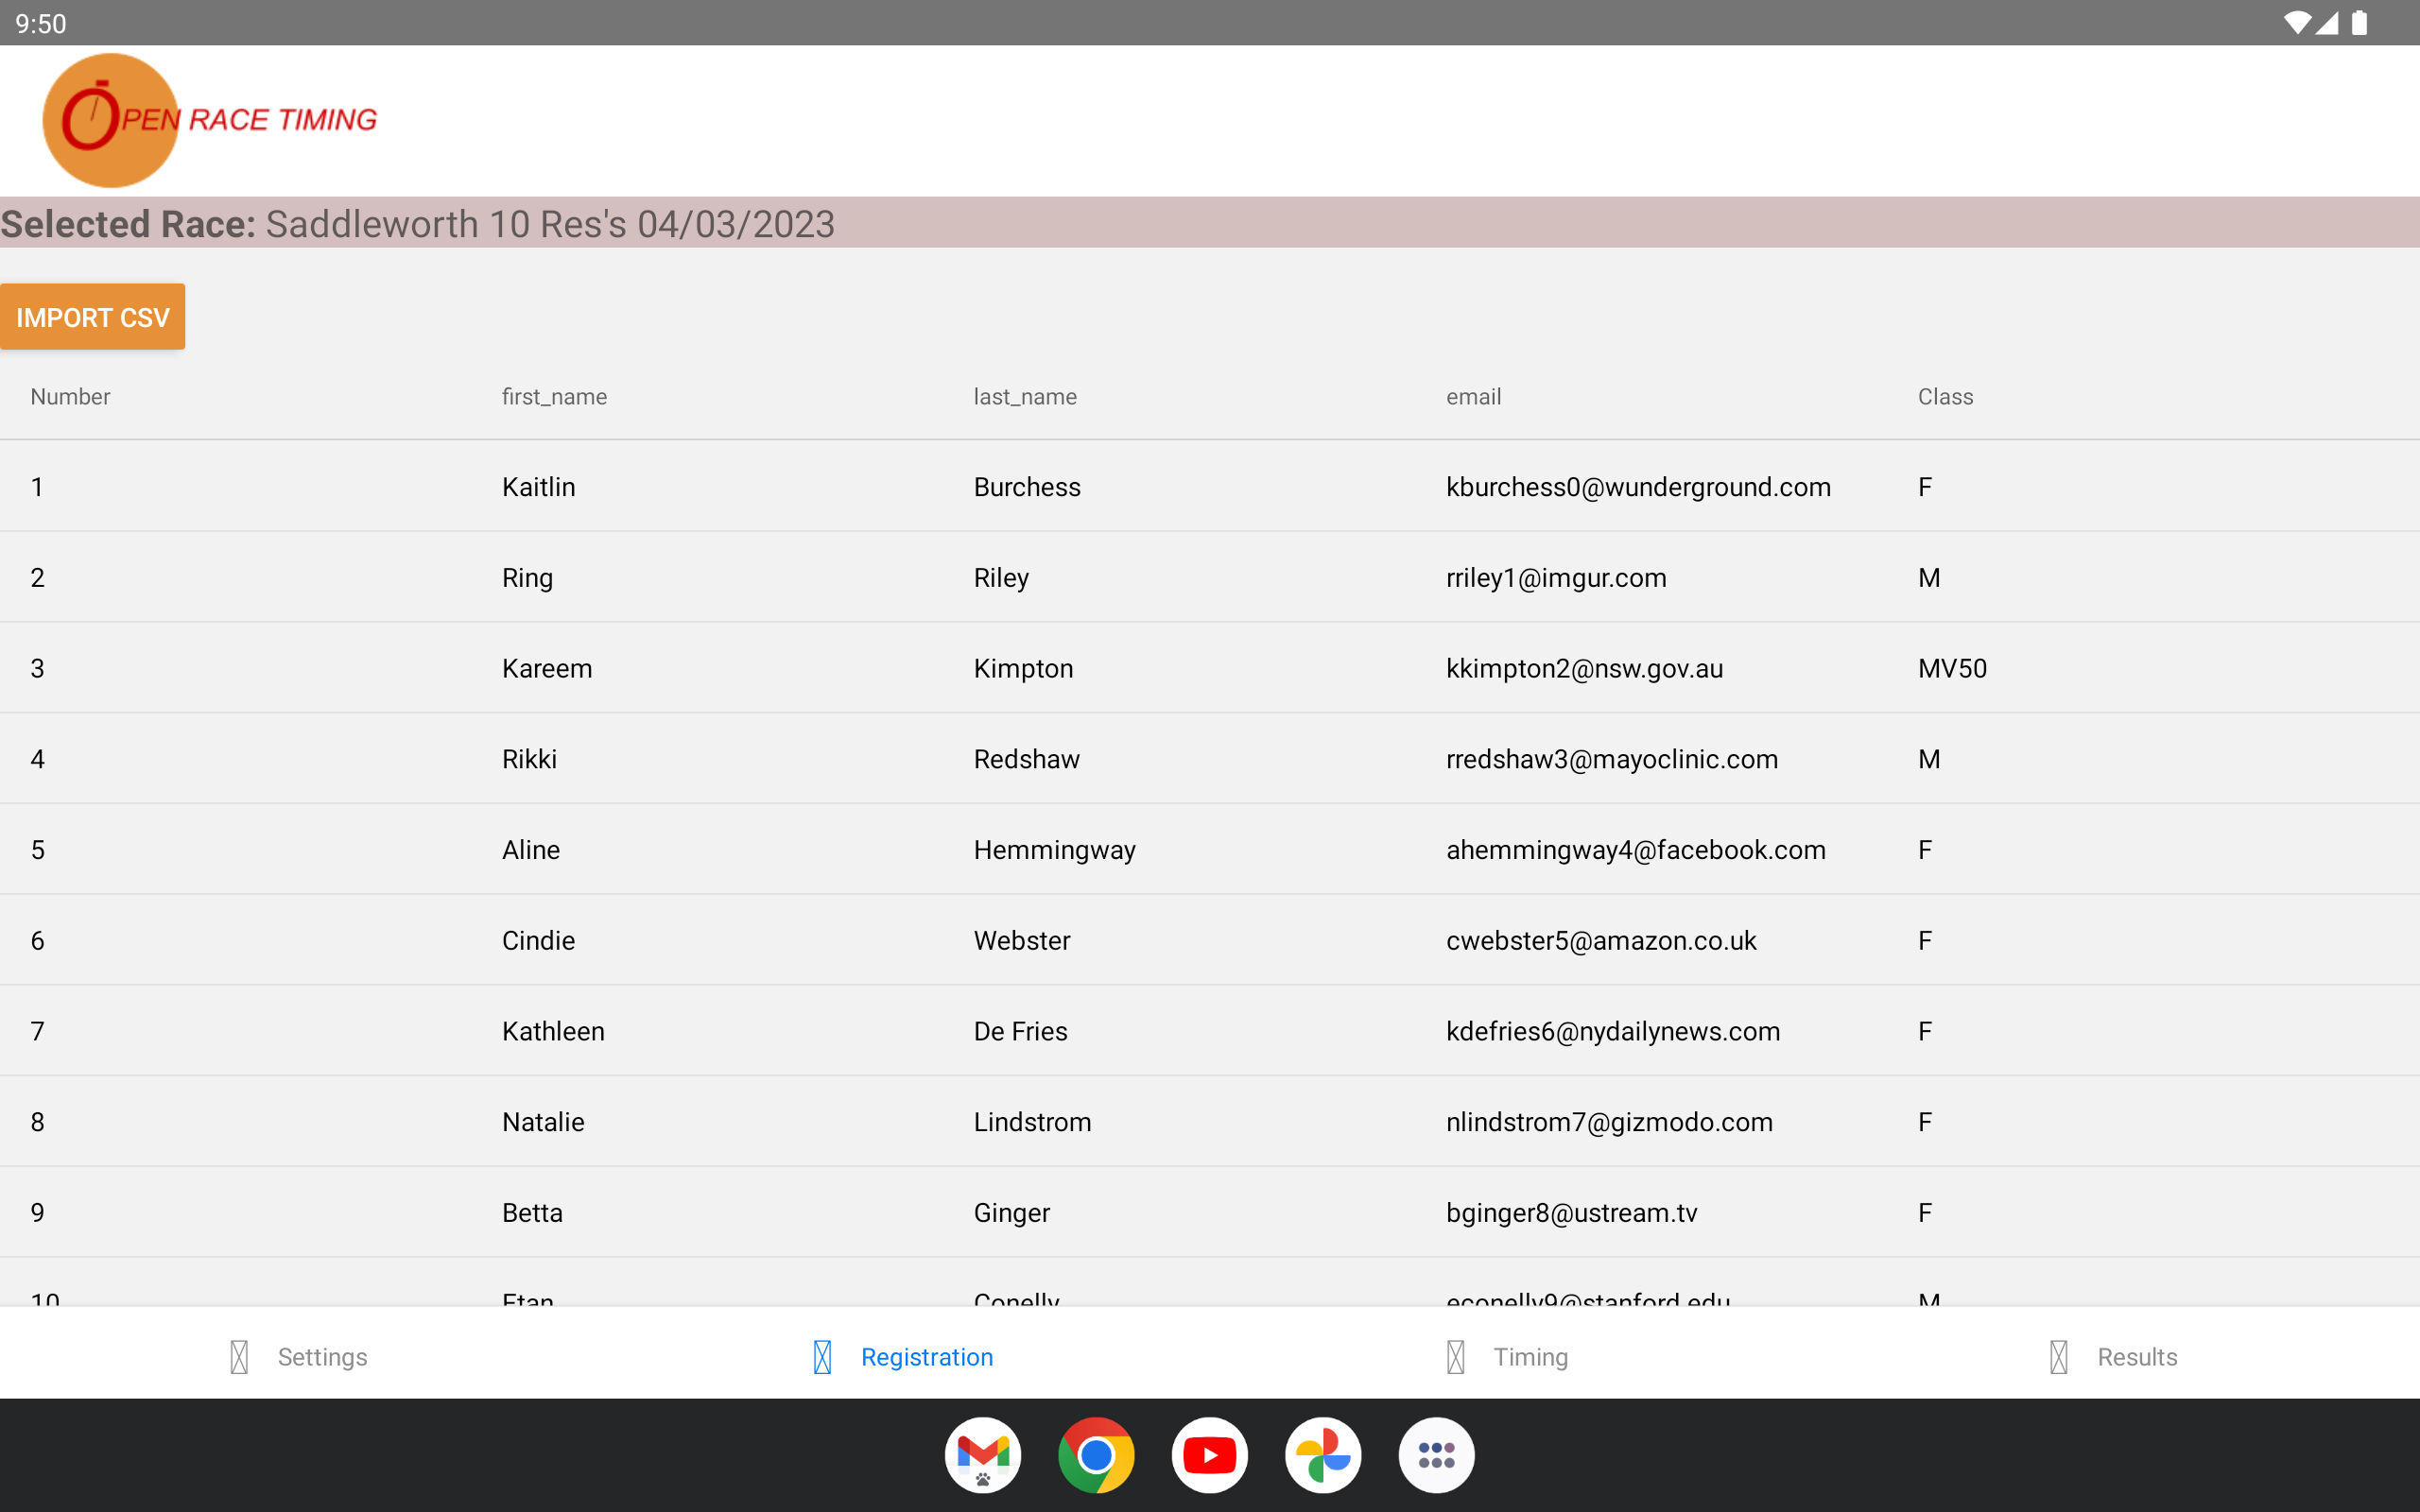 9:50
OPEN RACE TIMING
Selected Race: Saddleworth 10 Res's 04/03/2023
IMPORT CSV
Number first_name last_name email Class
1 Kaitlin Burchess kburchess0@wunderground.com F
2 Ring Riley rriley1@imgur.com M
3 Kareem Kimpton kkimpton2@nsw.gov.au MV50
4 Rikki Redshaw rredshaw3@mayoclinic.com M
5 Aline Hemmingway ahemmingway4@facebook.com F
6 Cindie Webster cwebster5@amazon.co.uk F
7 Kathleen De Fries kdefries6@nydailynews.com F
8 Natalie Lindstrom nlindstrom7@gizmodo.com F
9 Betta Ginger bginger8@ustream.tv F
10 Etan Conelly econelly9@stanford.edu M
Settings Registration Timing Results